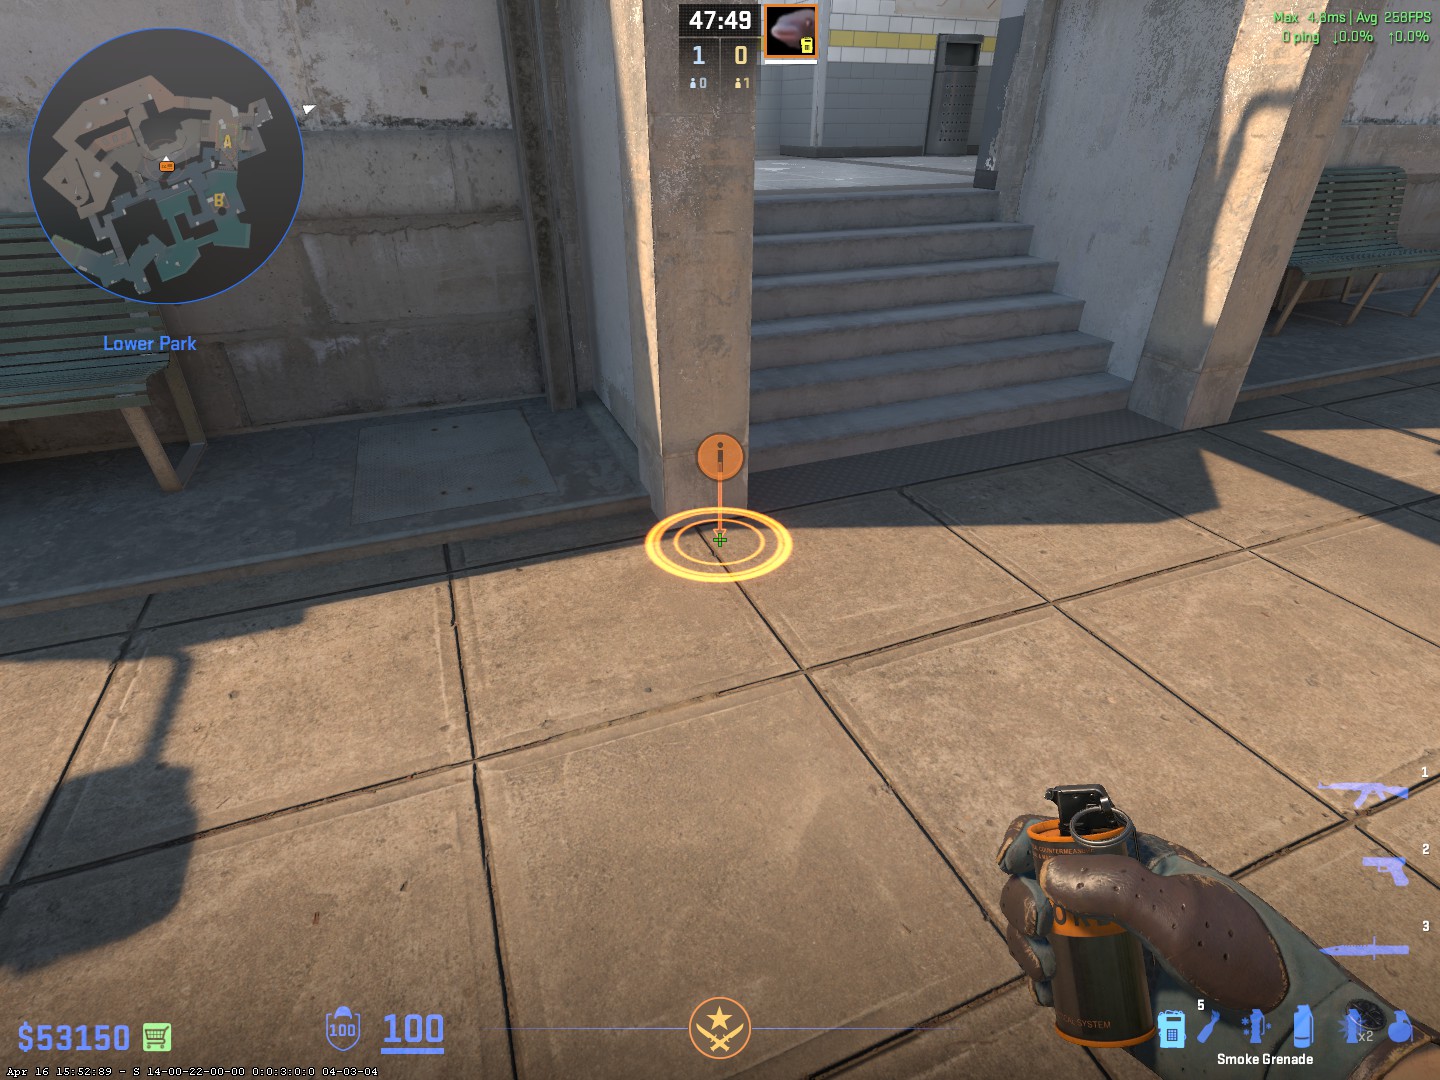 47:49
1 0
0 1
Max 4.8ms | Avg 258FPS
0 ping ↓0.0% ↑0.0%
A
B
Lower Park
i
1
2
3
5
x2
Smoke Grenade
$53150
100
100
Apr 16 15:52:89 - S 14-00-22-00-00 0:0:3:0:0 04-03-04